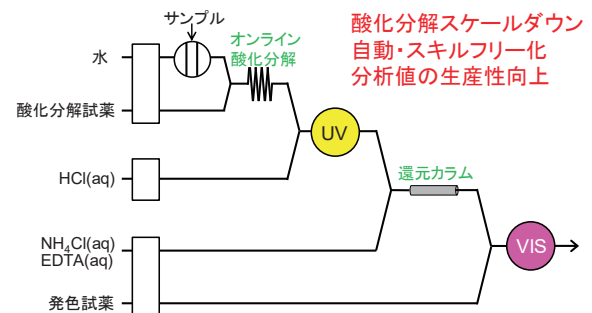 サンプル
水
オンライン
酸化分解
酸化分解試薬
酸化分解スケールダウン
自動・スキルフリー化
分析値の生産性向上
UV
HCl(aq)
還元カラム
NH₄Cl(aq)
EDTA(aq)
VIS
発色試薬